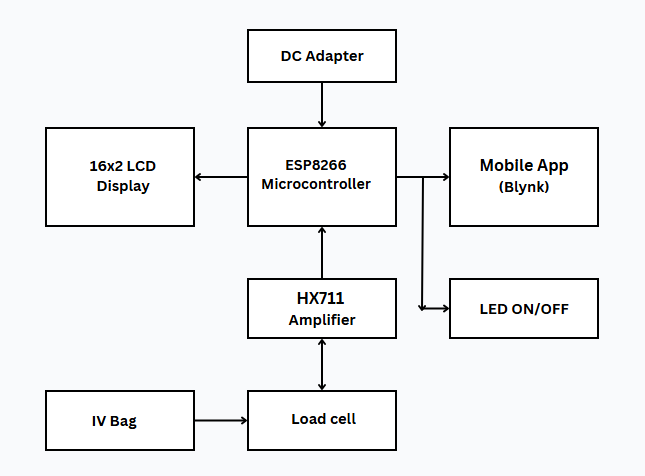 DC Adapter
16x2 LCD
Display
ESP8266
Microcontroller
Mobile App
(Blynk)
HX711
Amplifier
LED ON/OFF
IV Bag
Load cell